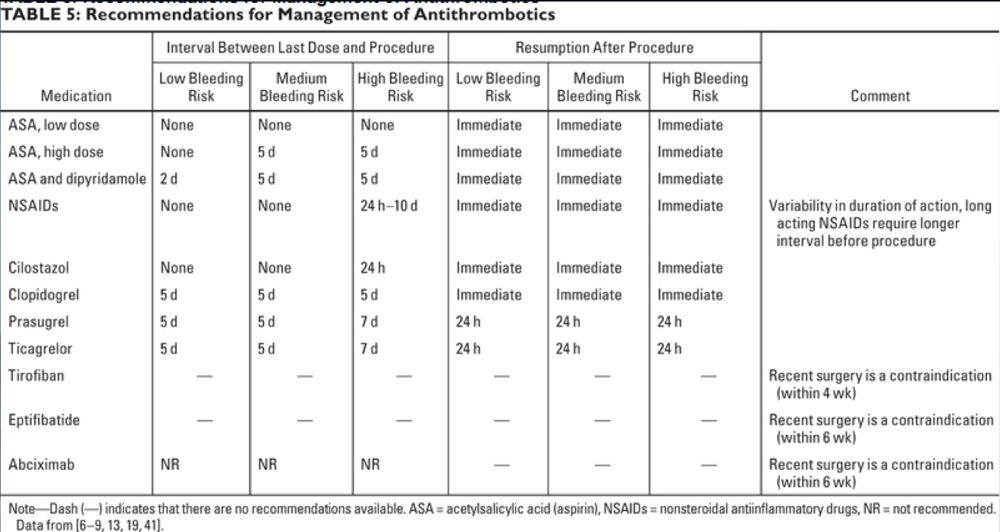 TABLE 5: Recommendations for Management of Antithrombotics
Interval Between Last Dose and Procedure Resumption After Procedure
Medication Low Bleeding Risk Medium Bleeding Risk High Bleeding Risk Low Bleeding Risk Medium Bleeding Risk High Bleeding Risk Comment
ASA, low dose None None None Immediate Immediate Immediate
ASA, high dose None 5 d 5 d Immediate Immediate Immediate
ASA and dipyridamole 2 d 5 d 5 d Immediate Immediate Immediate
NSAIDs None None 24 h–10 d Immediate Immediate Immediate Variability in duration of action, long
acting NSAIDs require longer
interval before procedure
Cilostazol None None 24 h Immediate Immediate Immediate
Clopidogrel 5 d 5 d 5 d Immediate Immediate Immediate
Prasugrel 5 d 5 d 7 d 24 h 24 h 24 h
Ticagrelor 5 d 5 d 7 d 24 h 24 h 24 h
Tirofiban — — — — — — Recent surgery is a contraindication
(within 4 wk)
Eptifibatide — — — — — — Recent surgery is a contraindication
(within 6 wk)
Abciximab NR NR NR — — — Recent surgery is a contraindication
(within 6 wk)
Note—Dash (—) indicates that there are no recommendations available. ASA = acetylsalicylic acid (aspirin), NSAIDs = nonsteroidal antiinflammatory drugs, NR = not recommended.
Data from [6–9, 13, 19, 41].